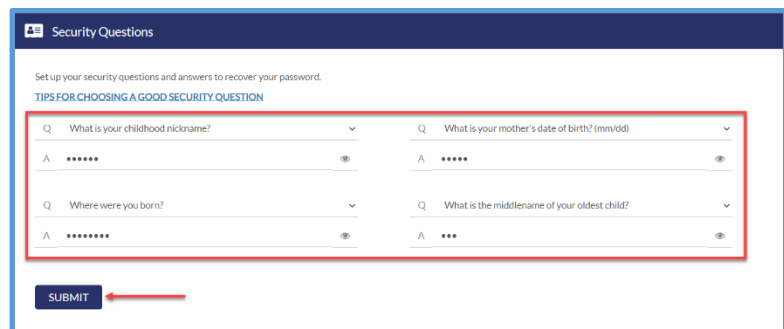 Security Questions
Set up your security questions and answers to recover your password.
TIPS FOR CHOOSING A GOOD SECURITY QUESTION
Q What is your childhood nickname? Q What is your mother's date of birth? (mm/dd)
A •••••• A •••••
Q Where were you born? Q What is the middlename of your oldest child?
A •••••••• A •••
SUBMIT